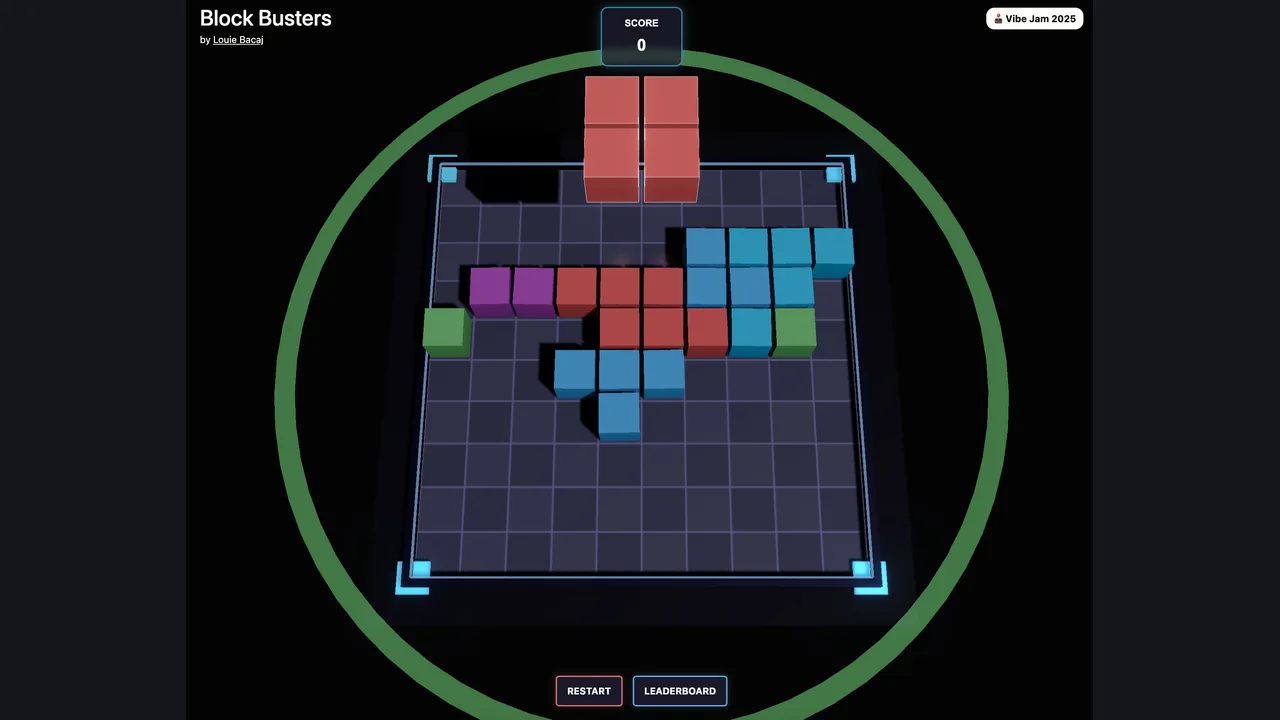 Block Busters
by Louie Bacaj
SCORE
0
Vibe Jam 2025
RESTART
LEADERBOARD